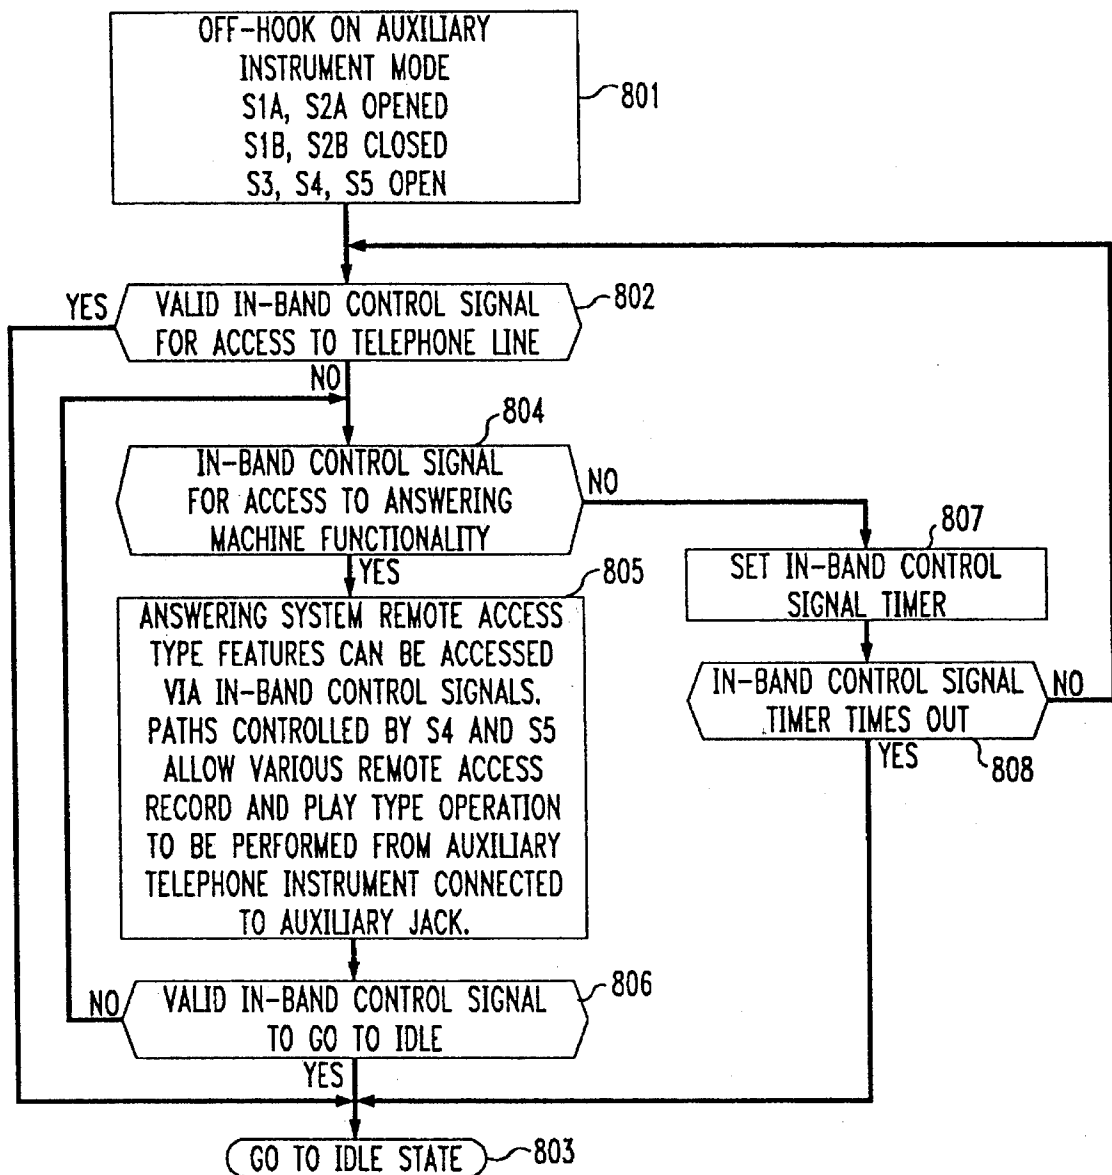 OFF-HOOK ON AUXILIARY
INSTRUMENT MODE
S1A, S2A OPENED
S1B, S2B CLOSED
S3, S4, S5 OPEN
801
YES
VALID IN-BAND CONTROL SIGNAL
FOR ACCESS TO TELEPHONE LINE
802
NO
804
IN-BAND CONTROL SIGNAL
FOR ACCESS TO ANSWERING
MACHINE FUNCTIONALITY
NO
YES
807
SET IN-BAND CONTROL
SIGNAL TIMER
805
ANSWERING SYSTEM REMOTE ACCESS
TYPE FEATURES CAN BE ACCESSED
VIA IN-BAND CONTROL SIGNALS.
PATHS CONTROLLED BY S4 AND S5
ALLOW VARIOUS REMOTE ACCESS
RECORD AND PLAY TYPE OPERATION
TO BE PERFORMED FROM AUXILIARY
TELEPHONE INSTRUMENT CONNECTED
TO AUXILIARY JACK.
IN-BAND CONTROL SIGNAL
TIMER TIMES OUT
NO
YES
808
NO
VALID IN-BAND CONTROL SIGNAL
TO GO TO IDLE
806
YES
GO TO IDLE STATE
803